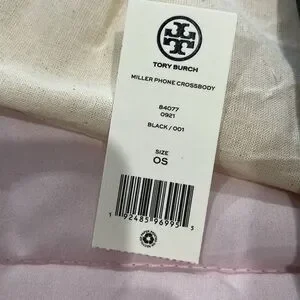 TORY BURCH
MILLER PHONE CROSSBODY
84077
0921
BLACK / 001
SIZE
OS
1 92485 96995 5